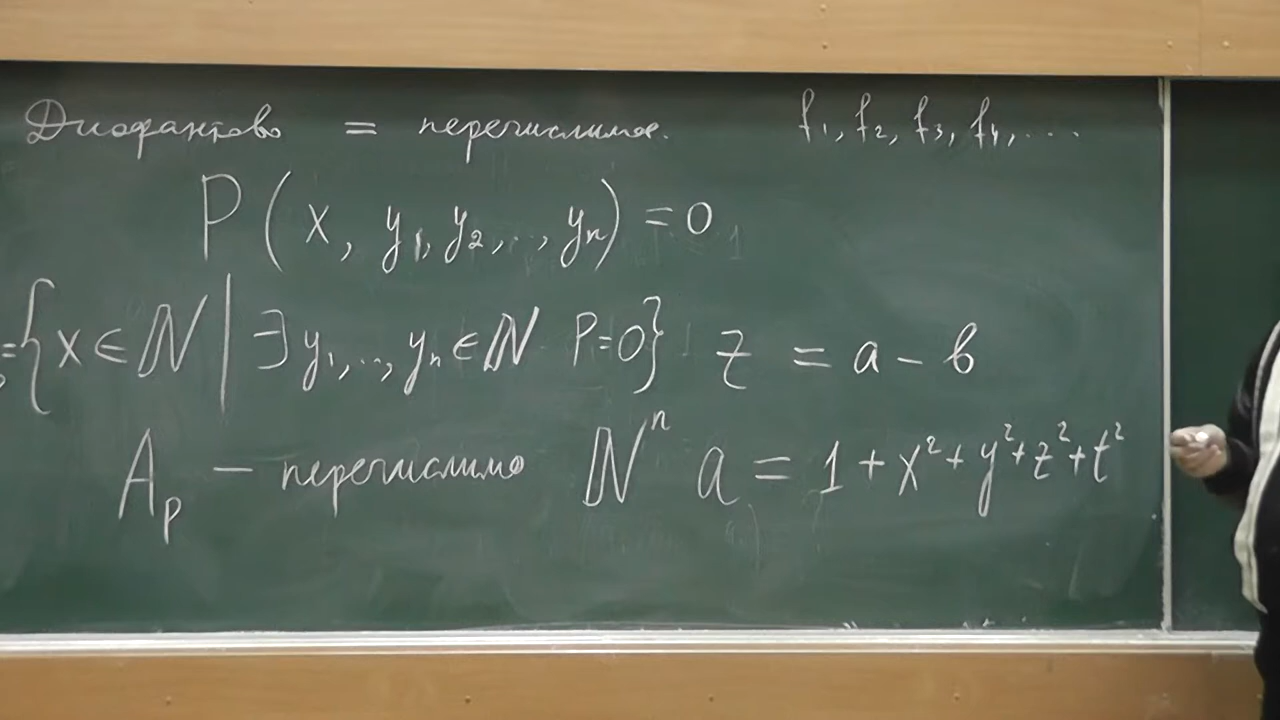 Диофантово = перечислимое. f₁, f₂, f₃, f₄, ....
P(x, y₁, y₂, .., yₙ) = 0
={x ∈ ℕ | ∃ y₁, .., yₙ ∈ ℕ P=0} z = a − b
Aₚ — перечислимо ℕⁿ a = 1 + x² + y² + z² + t²